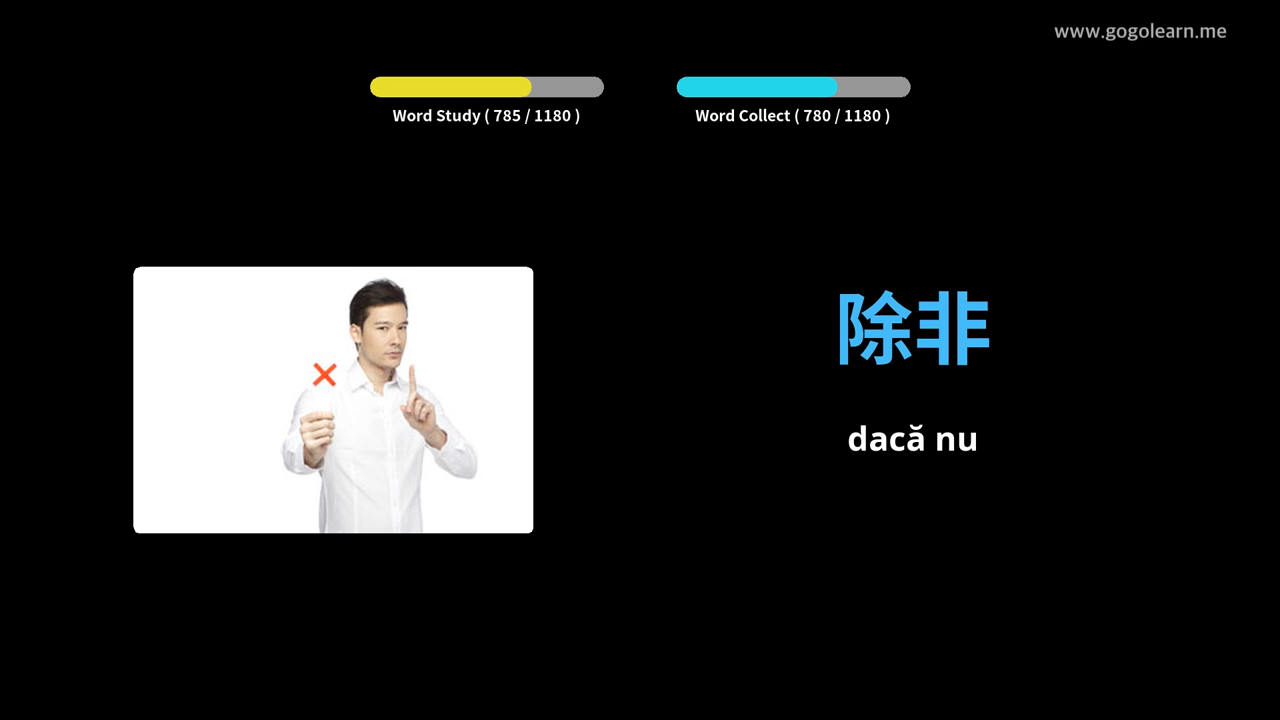 www.gogolearn.me
Word Study ( 785 / 1180 )
Word Collect ( 780 / 1180 )
除非
dacă nu